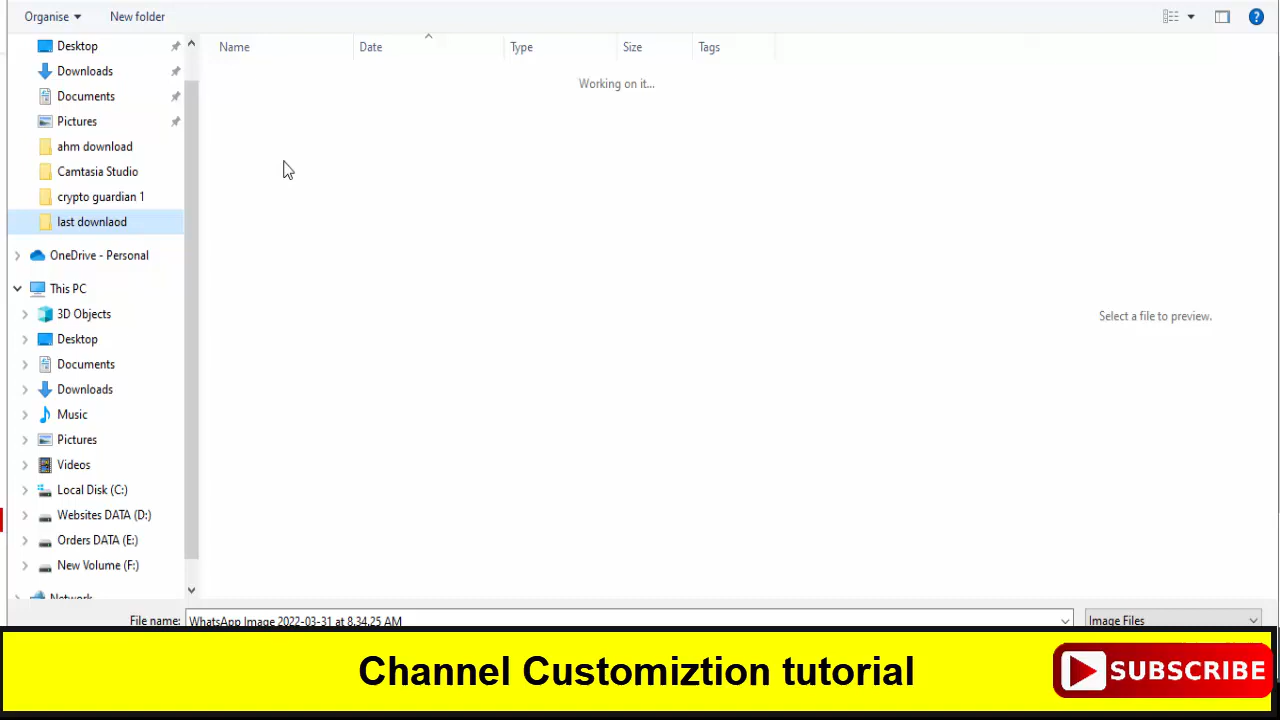 Organise New folder
Name Date Type Size Tags
Working on it...
Select a file to preview.
Desktop
Downloads
Documents
Pictures
ahm download
Camtasia Studio
crypto guardian 1
last downlaod
OneDrive - Personal
This PC
3D Objects
Desktop
Documents
Downloads
Music
Pictures
Videos
Local Disk (C:)
Websites DATA (D:)
Orders DATA (E:)
New Volume (F:)
Network
File name: WhatsApp Image 2022-03-31 at 8.34.25 AM Image Files
Channel Customiztion tutorial
SUBSCRIBE